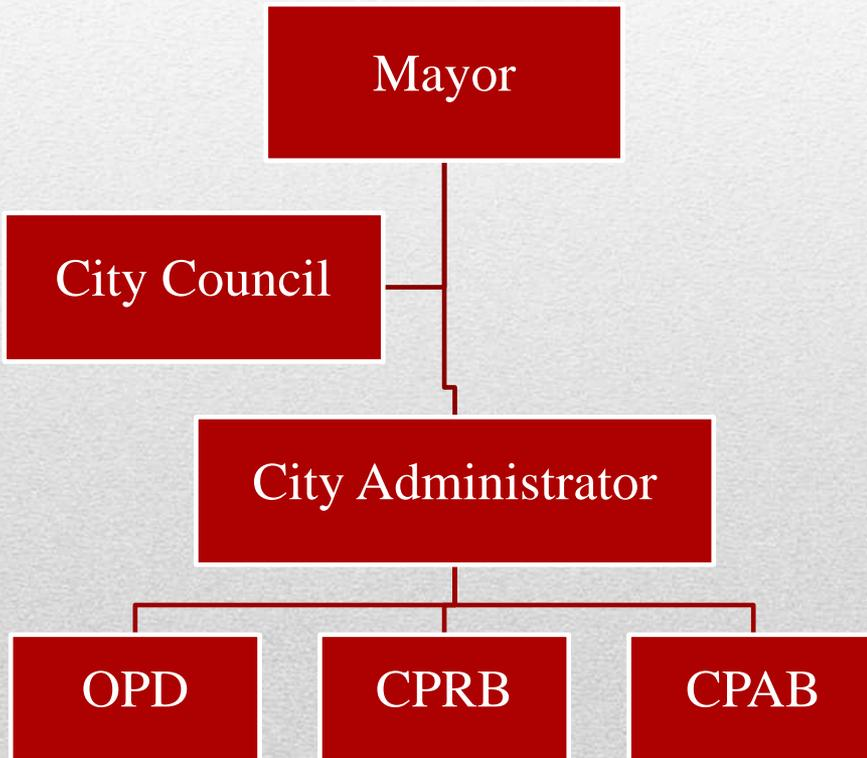 Mayor
City Council
City Administrator
OPD
CPRB
CPAB